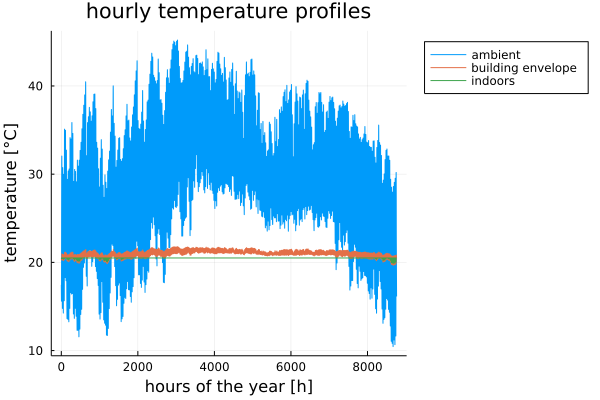 hourly temperature profiles
ambient
building envelope
indoors
temperature [°C]
40
30
20
10
0
2000
4000
6000
8000
hours of the year [h]